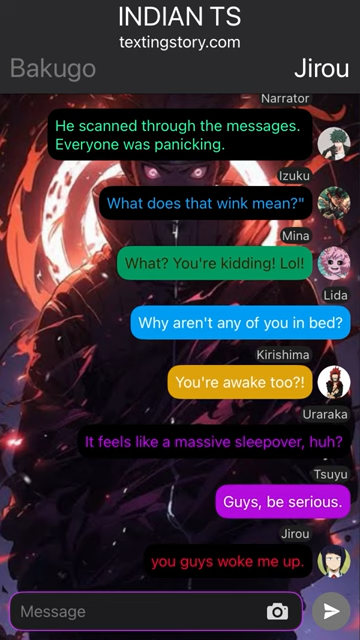 INDIAN TS
textingstory.com
Bakugo
Jirou
Narrator
He scanned through the messages.
Everyone was panicking.
Izuku
What does that wink mean?"
Mina
What? You're kidding! Lol!
Lida
Why aren't any of you in bed?
Kirishima
You're awake too?!
Uraraka
It feels like a massive sleepover, huh?
Tsuyu
Guys, be serious.
Jirou
you guys woke me up.
Message